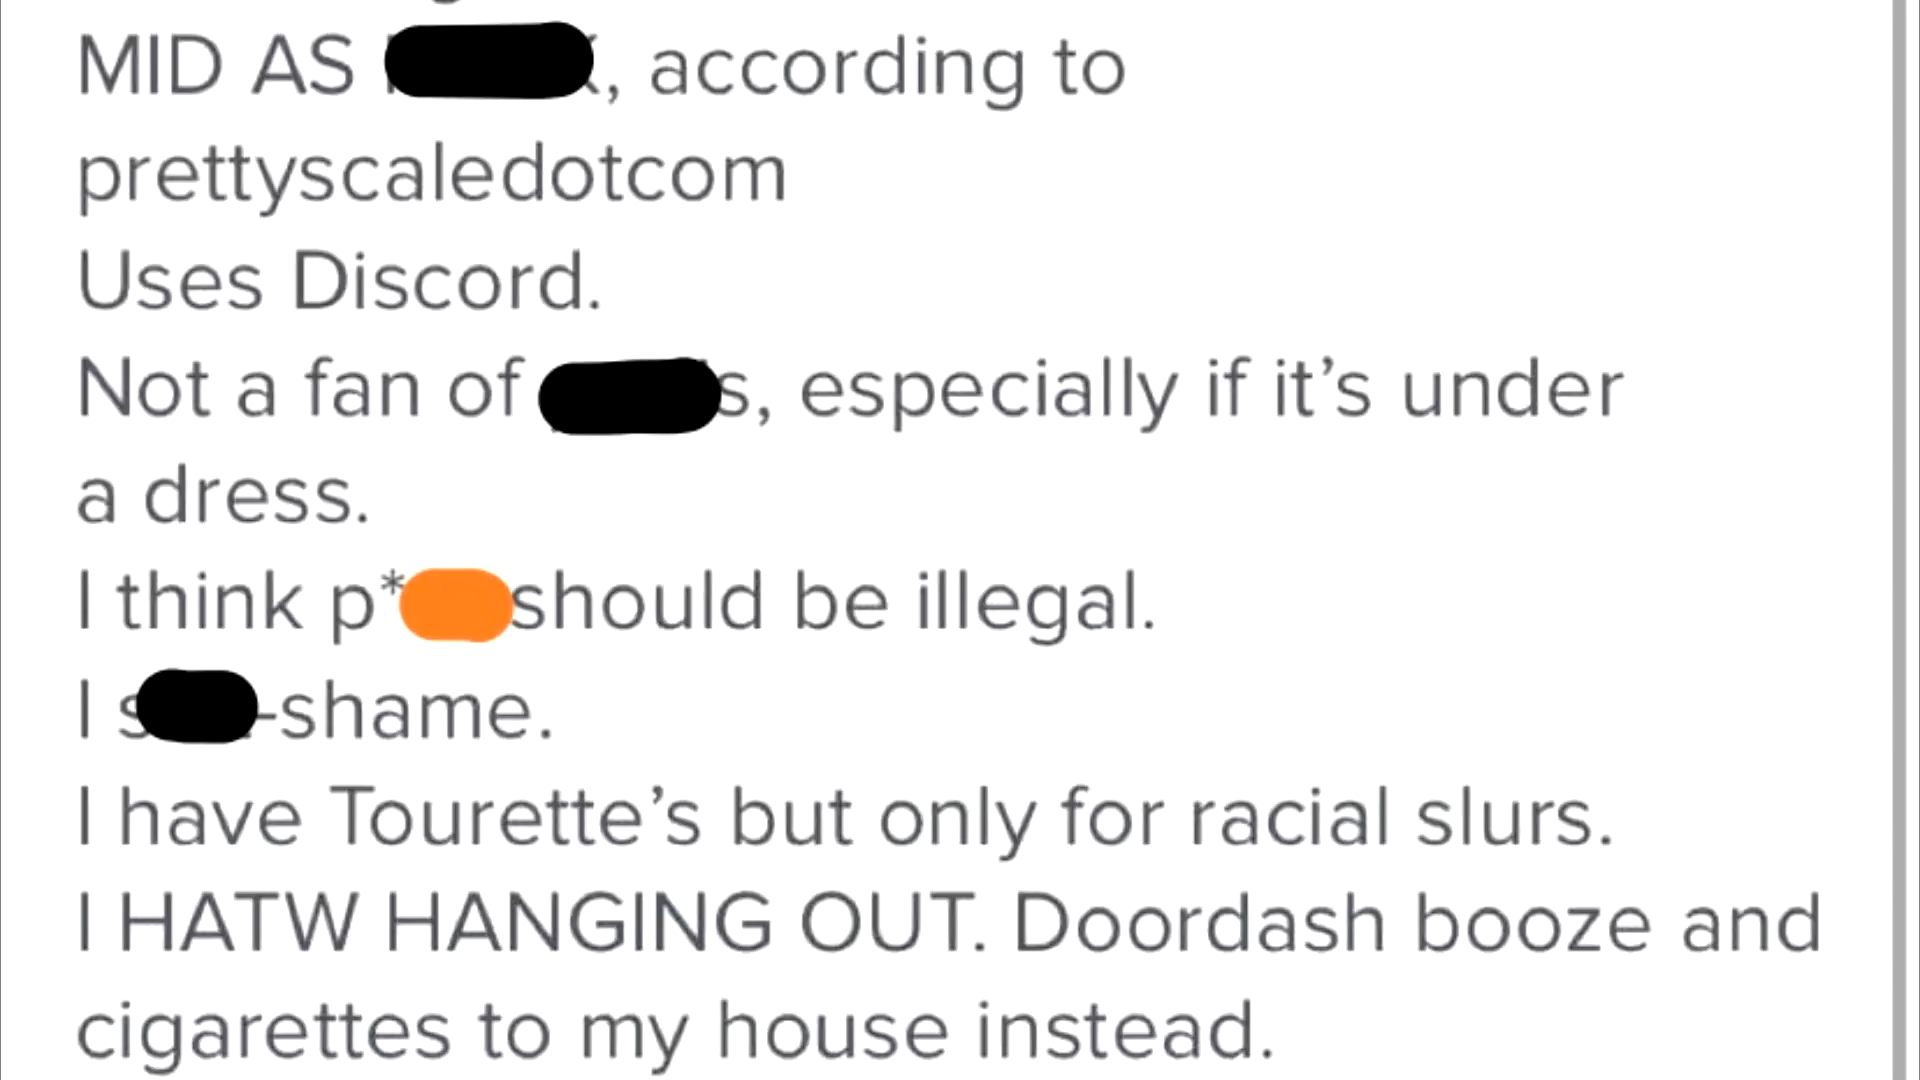 MID AS , according to
prettyscaledotcom
Uses Discord.
Not a fan of s, especially if it’s under
a dress.
I think p* should be illegal.
I s-shame.
I have Tourette’s but only for racial slurs.
I HATW HANGING OUT. Doordash booze and
cigarettes to my house instead.